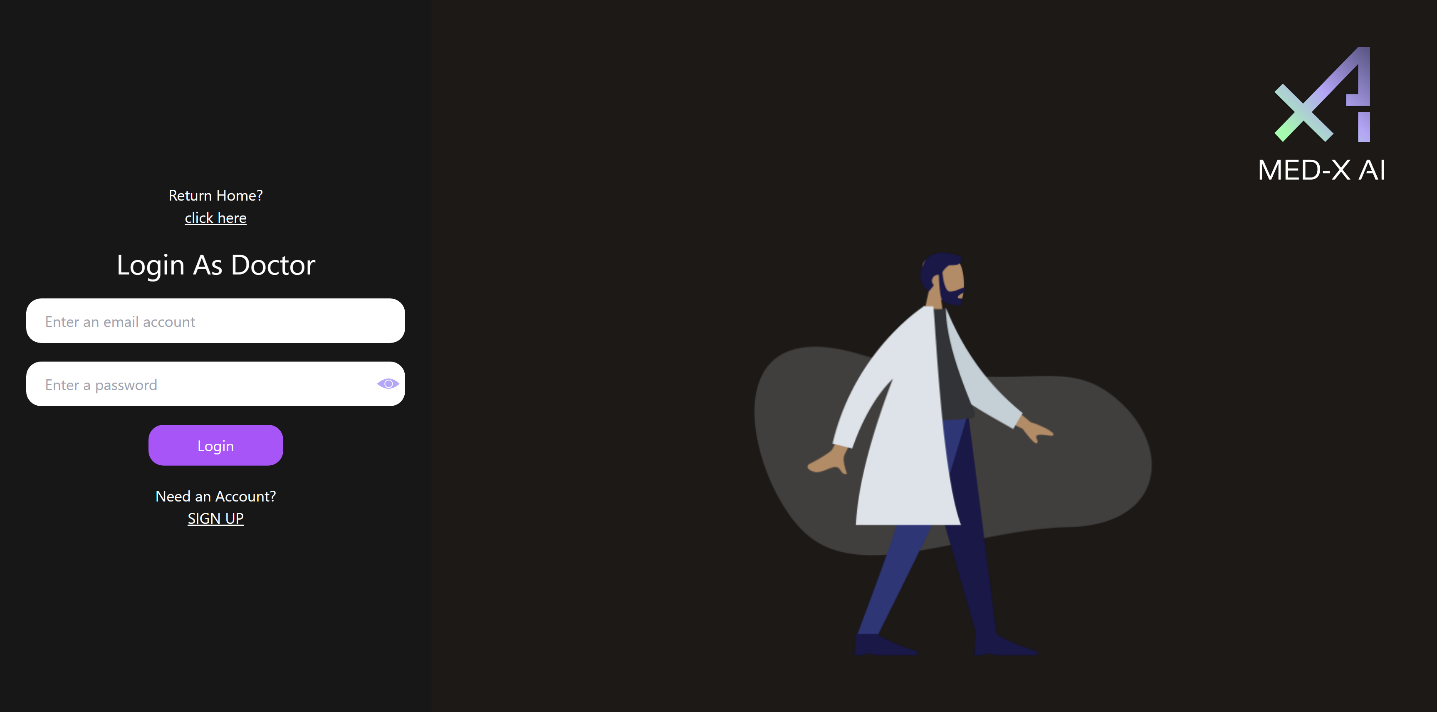 Return Home?
click here
Login As Doctor
Enter an email account
Enter a password
Login
Need an Account?
SIGN UP
MED-X AI